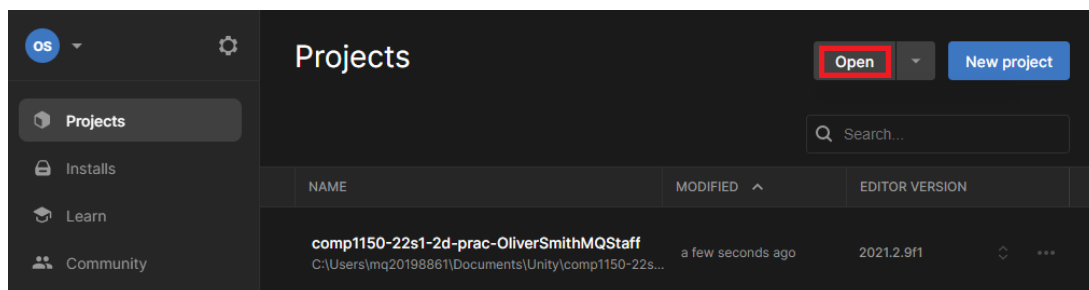 OS
Projects
Open
New project
Projects
Search...
Installs
NAME
MODIFIED
EDITOR VERSION
Learn
comp1150-22s1-2d-prac-OliverSmithMQStaff
a few seconds ago
2021.2.9f1
C:\Users\mq20198861\Documents\Unity\comp1150-22s...
Community